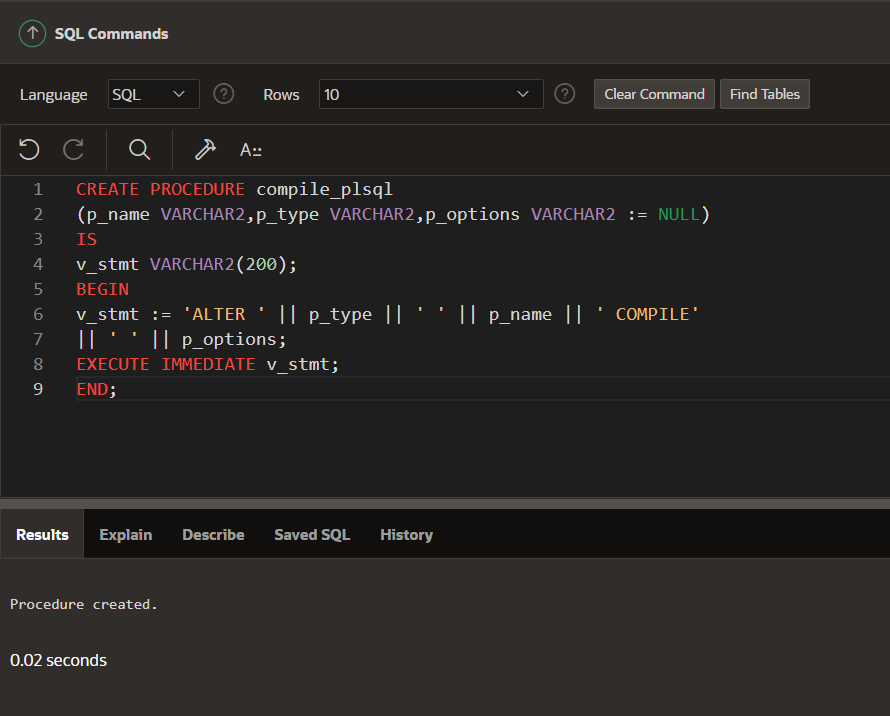 SQL Commands
Language SQL ? Rows 10 ? Clear Command Find Tables
A::
1 CREATE PROCEDURE compile_plsql
2 (p_name VARCHAR2,p_type VARCHAR2,p_options VARCHAR2 := NULL)
3 IS
4 v_stmt VARCHAR2(200);
5 BEGIN
6 v_stmt := 'ALTER ' || p_type || ' ' || p_name || ' COMPILE'
7 || ' ' || p_options;
8 EXECUTE IMMEDIATE v_stmt;
9 END;
Results Explain Describe Saved SQL History
Procedure created.
0.02 seconds